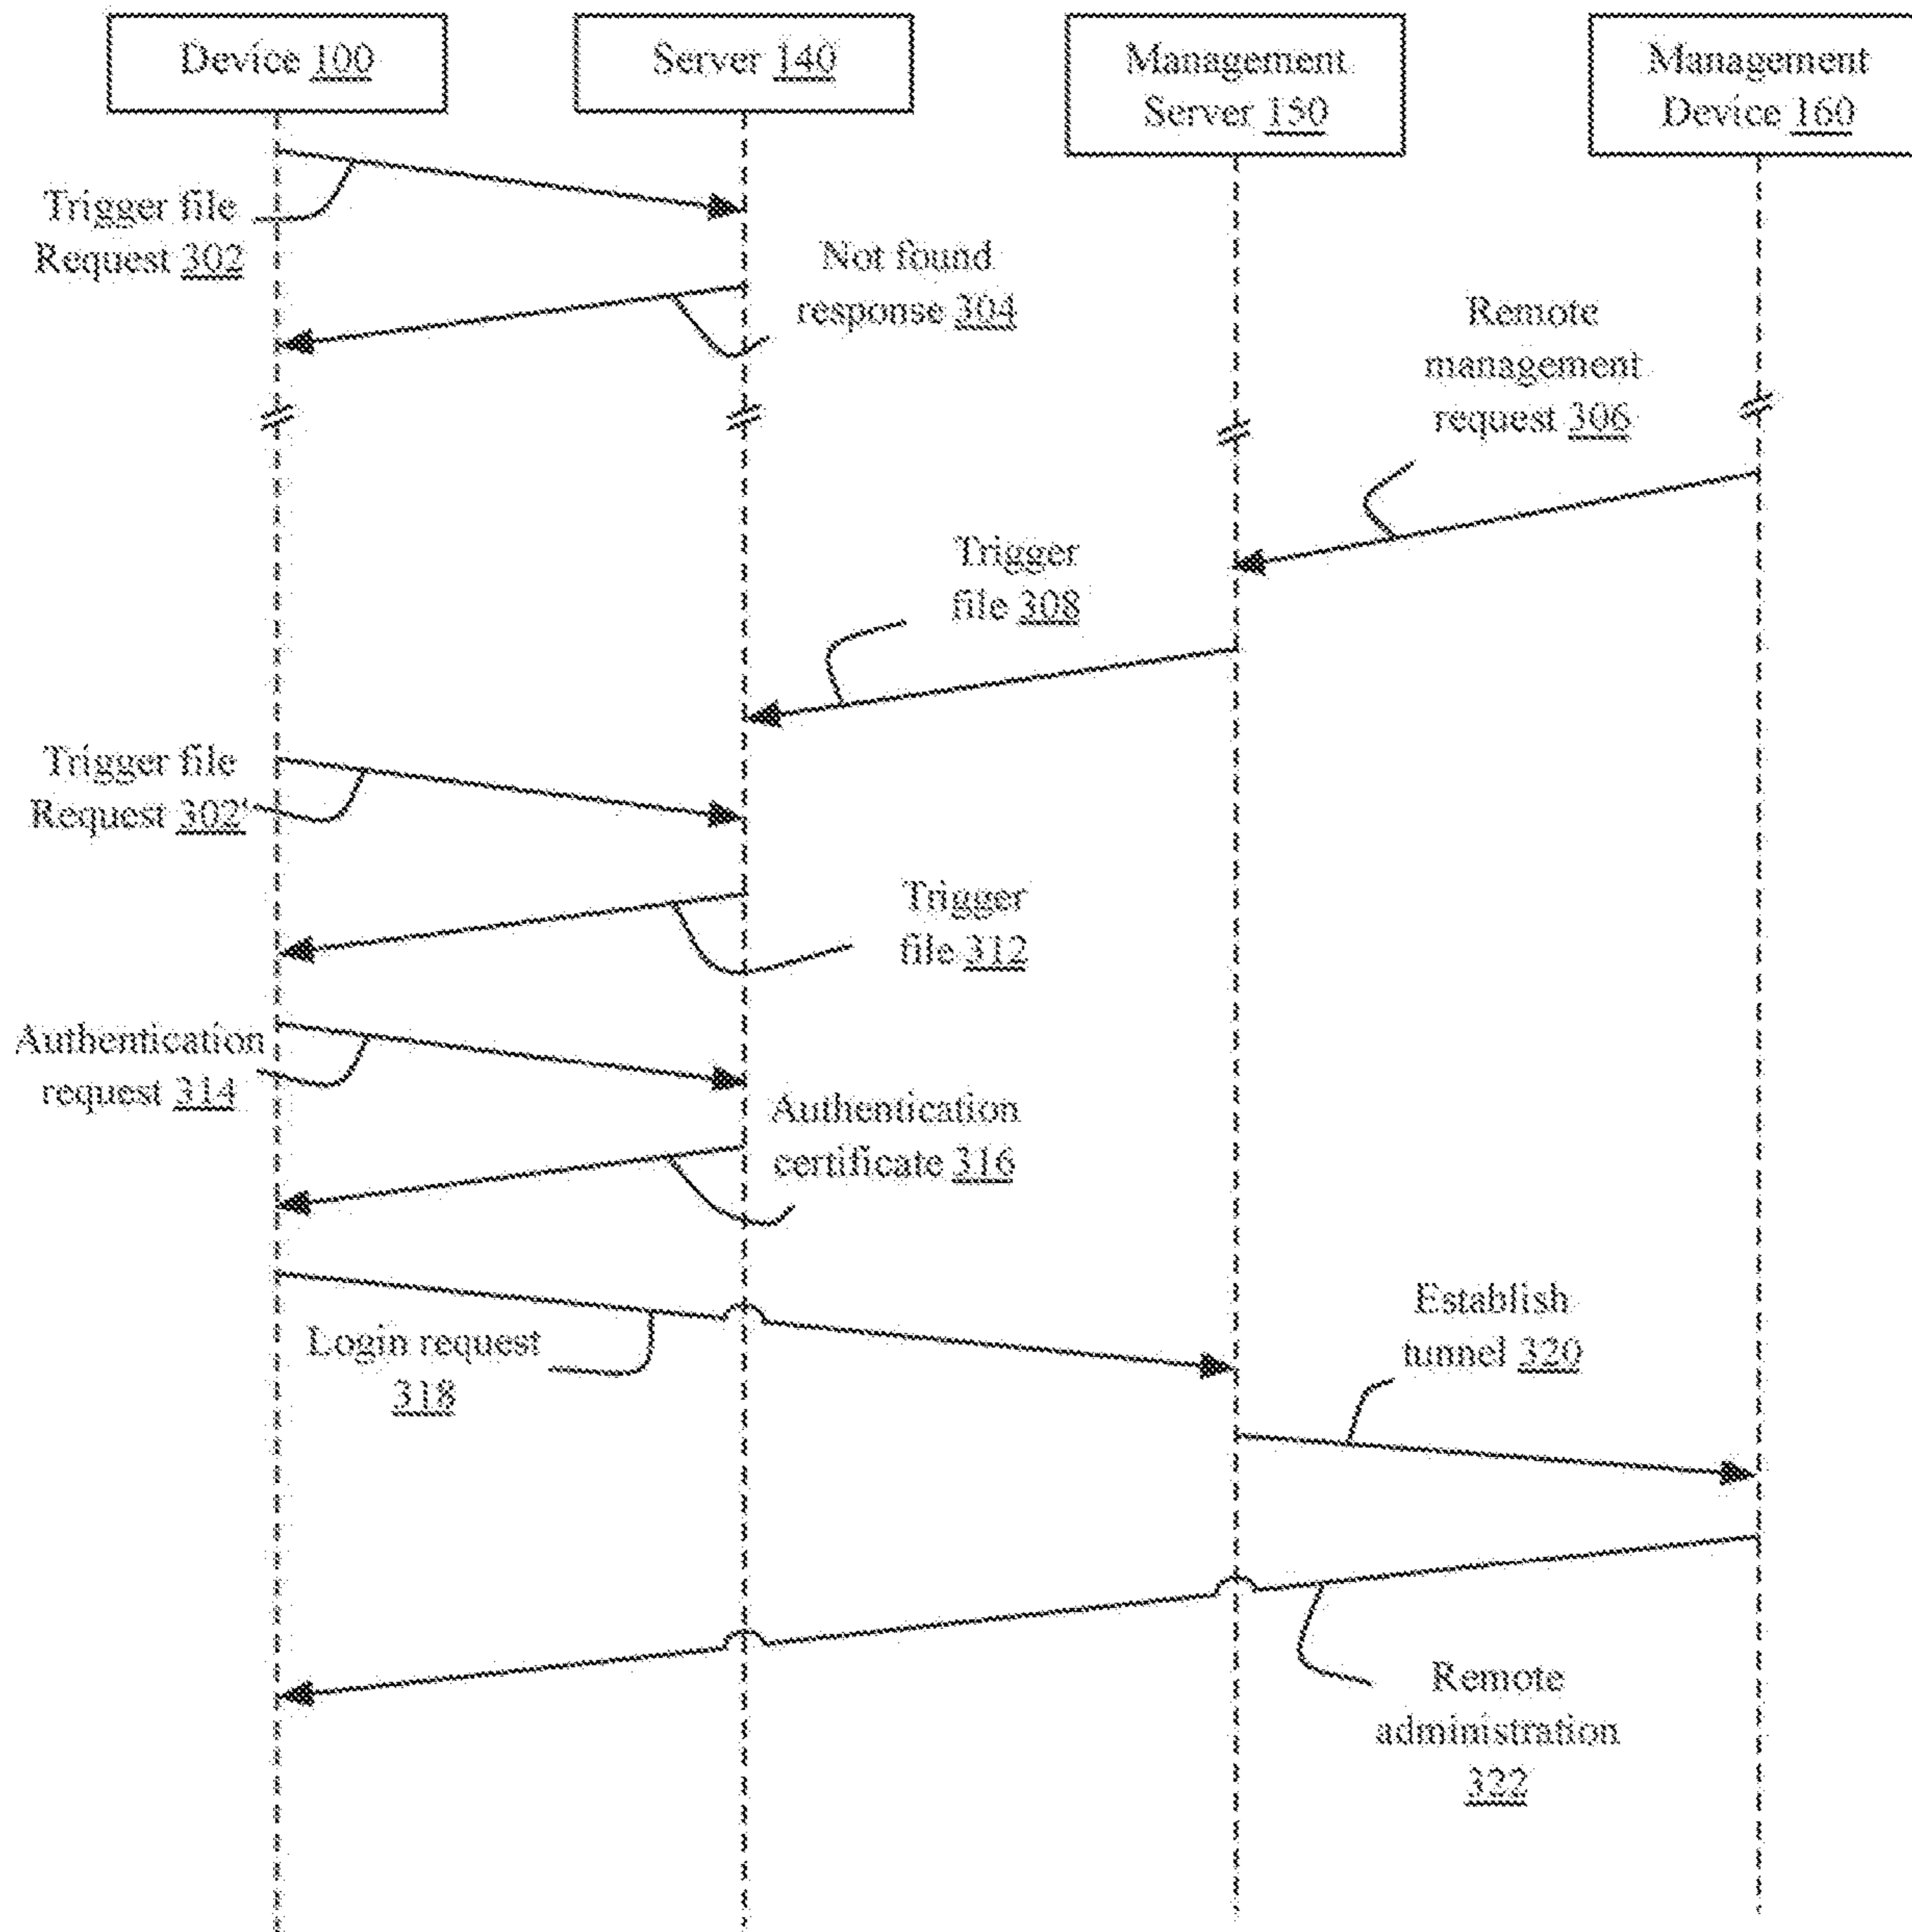 Device 100
Server 140
Management
Server 150
Management
Device 160
Trigger file
Request 302
Not found
response 304
Remote
management
request 306
Trigger
file 308
Trigger file
Request 302'
Trigger
file 312
Authentication
request 314
Authentication
certificate 316
Login request
318
Establish
tunnel 320
Remote
administration
322